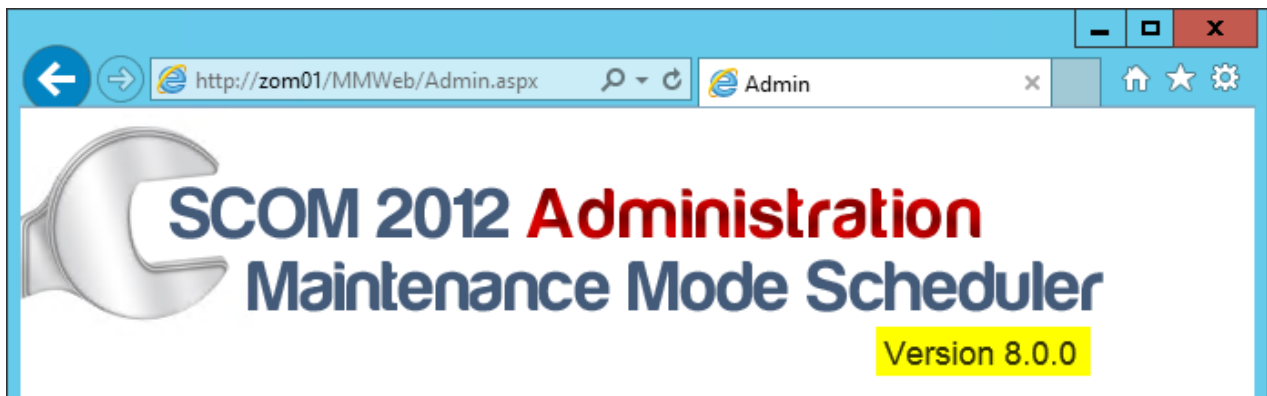 http://zom01/MMWeb/Admin.aspx
Admin
SCOM 2012 Administration
Maintenance Mode Scheduler
Version 8.0.0